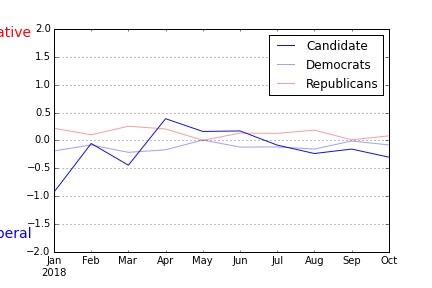 ative
2.0
1.5
1.0
0.5
0.0
−0.5
−1.0
−1.5
−2.0
beral
Candidate
Democrats
Republicans
Jan Feb Mar Apr May Jun Jul Aug Sep Oct
2018